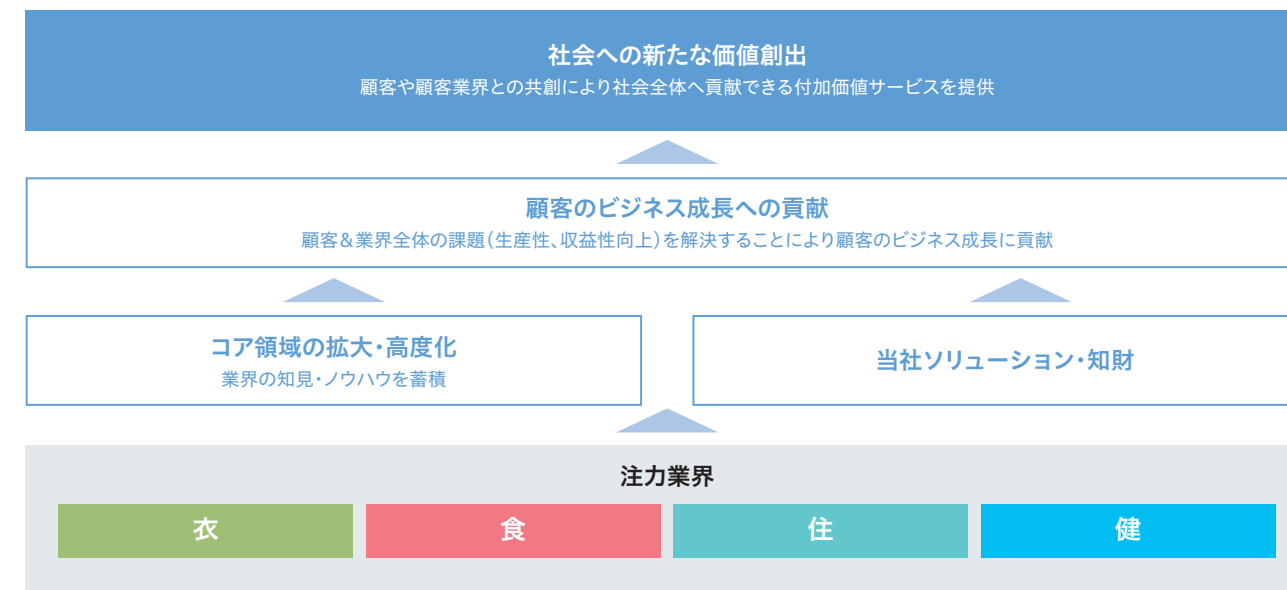 社会への新たな価値創出
顧客や顧客業界との共創により社会全体へ貢献できる付加価値サービスを提供
顧客のビジネス成長への貢献
顧客＆業界全体の課題（生産性、収益性向上）を解決することにより顧客のビジネス成長に貢献
コア領域の拡大・高度化
業界の知見・ノウハウを蓄積
当社ソリューション・知財
注力業界
衣
食
住
健